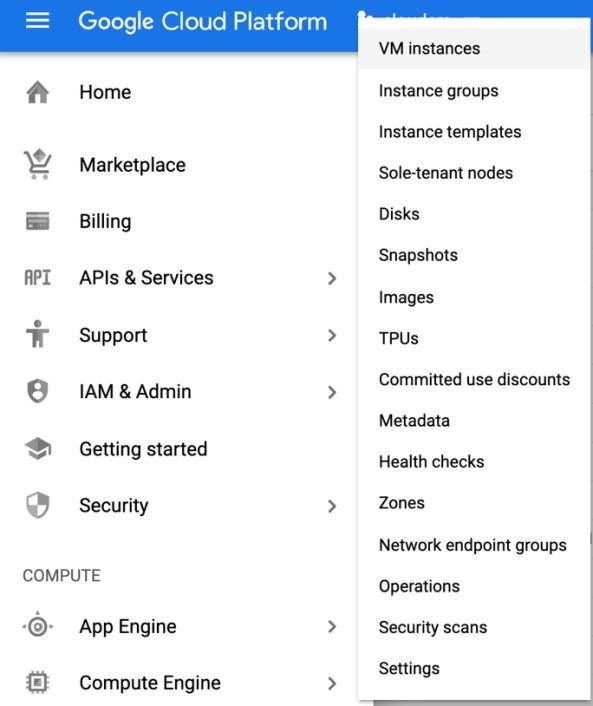 Google Cloud Platform
Home
Marketplace
Billing
API APIs & Services
Support
IAM & Admin
Getting started
Security
COMPUTE
App Engine
Compute Engine
VM instances
Instance groups
Instance templates
Sole-tenant nodes
Disks
Snapshots
Images
TPUs
Committed use discounts
Metadata
Health checks
Zones
Network endpoint groups
Operations
Security scans
Settings